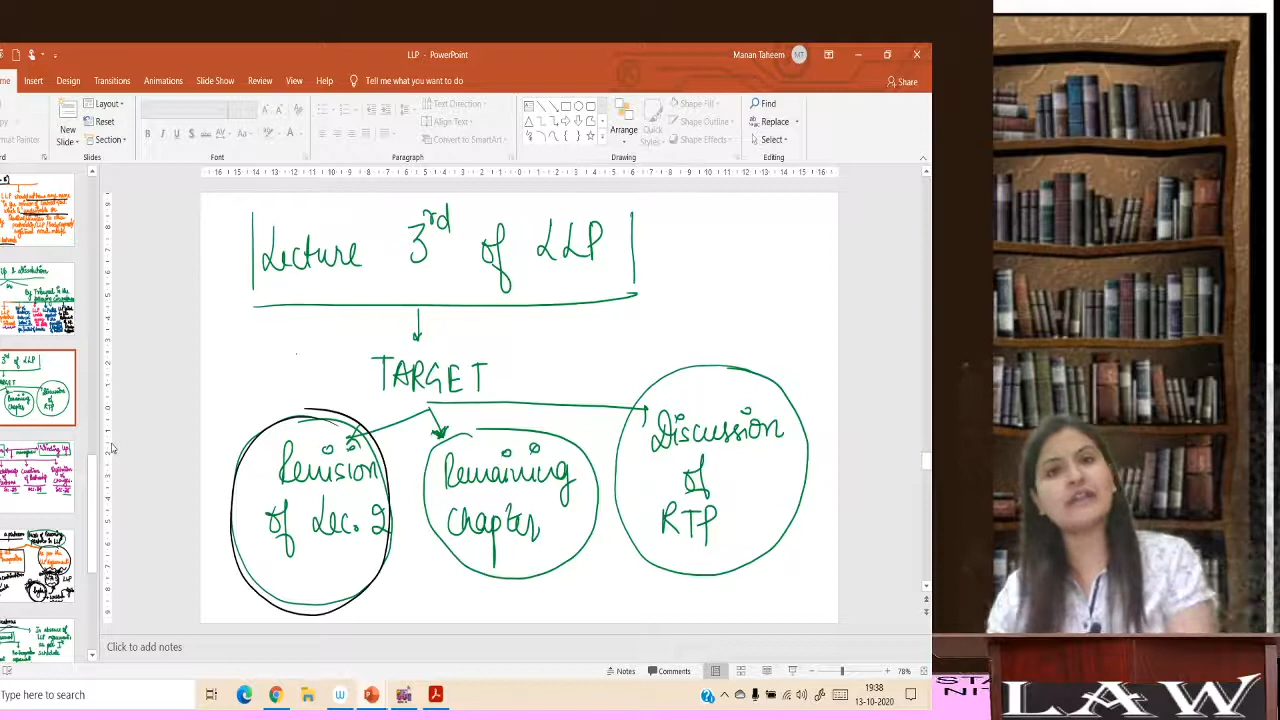 LLP - PowerPoint
Manan Taheem MT
Insert Design Transitions Animations Slide Show Review View Help Tell me what you want to do
Share
New Slide
Layout
Reset
Section
Text Direction
Align Text
Convert to SmartArt
Arrange
Quick Styles
Shape Fill
Shape Outline
Shape Effects
Find
Replace
Select
Slides Font Paragraph Drawing Editing
Lecture 3rd of LLP
TARGET
Revision of Lec. 2
Remaining Chapter
Discussion of RTP
Click to add notes
Notes Comments 78%
Type here to search
19:38
13-10-2020
LAW